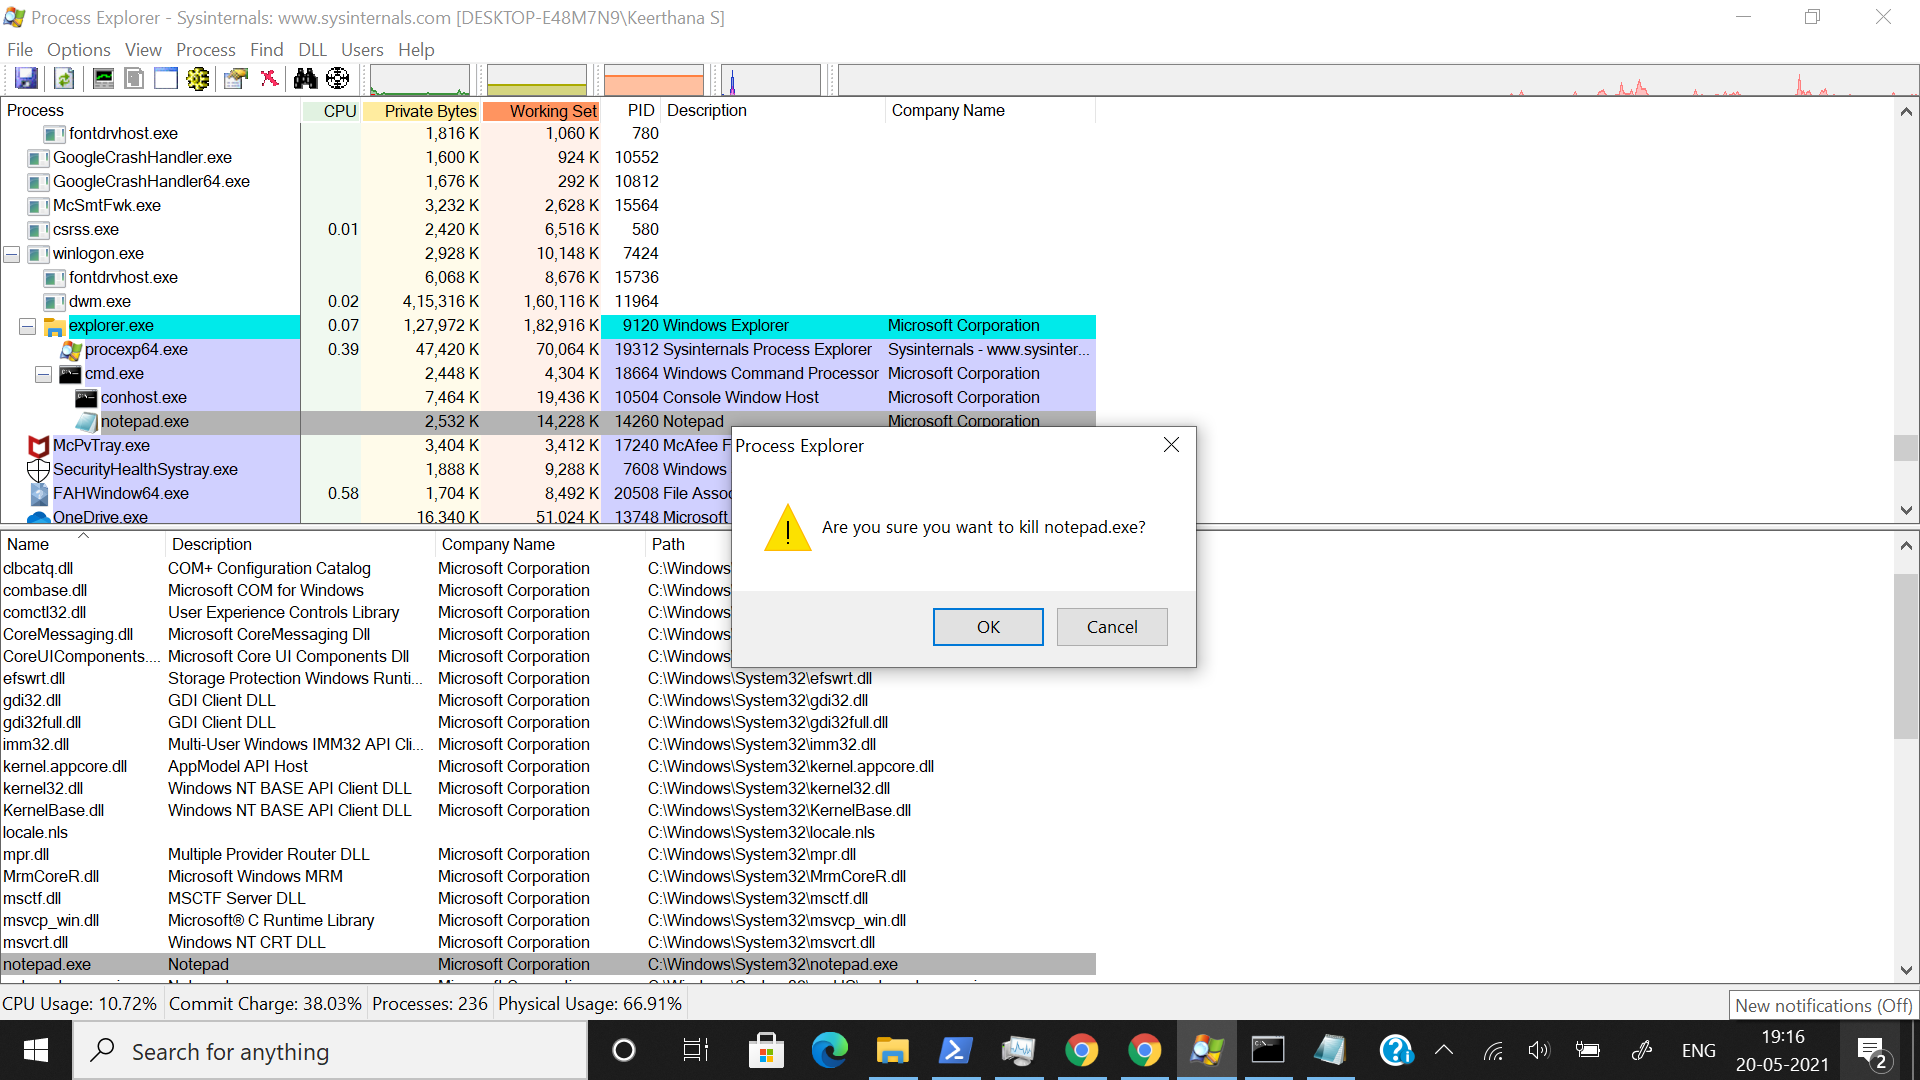 Process Explorer - Sysinternals: www.sysinternals.com [DESKTOP-E48M7N9\Keerthana S]
File Options View Process Find DLL Users Help
Process CPU Private Bytes Working Set PID Description Company Name
fontdrvhost.exe 1,816 K 1,060 K 780
GoogleCrashHandler.exe 1,600 K 924 K 10552
GoogleCrashHandler64.exe 1,676 K 292 K 10812
McSmtFwk.exe 3,232 K 2,628 K 15564
csrss.exe 0.01 2,420 K 6,516 K 580
winlogon.exe 2,928 K 10,148 K 7424
fontdrvhost.exe 6,068 K 8,676 K 15736
dwm.exe 0.02 4,15,316 K 1,60,116 K 11964
explorer.exe 0.07 1,27,972 K 1,82,916 K 9120 Windows Explorer Microsoft Corporation
procexp64.exe 0.39 47,420 K 70,064 K 19312 Sysinternals Process Explorer Sysinternals - www.sysinter...
cmd.exe 2,448 K 4,304 K 18664 Windows Command Processor Microsoft Corporation
conhost.exe 7,464 K 19,436 K 10504 Console Window Host Microsoft Corporation
notepad.exe 2,532 K 14,228 K 14260 Notepad Microsoft Corporation
McPvTray.exe 3,404 K 3,412 K 17240 McAfee F
SecurityHealthSystray.exe 1,888 K 9,288 K 7608 Windows
FAHWindow64.exe 0.58 1,704 K 8,492 K 20508 File Asso
OneDrive.exe 16,340 K 51,024 K 13748 Microsoft
Process Explorer
Are you sure you want to kill notepad.exe?
OK Cancel
Name Description Company Name Path
clbcatq.dll COM+ Configuration Catalog Microsoft Corporation C:\Windows\
combase.dll Microsoft COM for Windows Microsoft Corporation C:\Windows\
comctl32.dll User Experience Controls Library Microsoft Corporation C:\Windows\
CoreMessaging.dll Microsoft CoreMessaging Dll Microsoft Corporation C:\Windows\
CoreUIComponents.... Microsoft Core UI Components Dll Microsoft Corporation C:\Windows\
efswrt.dll Storage Protection Windows Runti... Microsoft Corporation C:\Windows\System32\efswrt.dll
gdi32.dll GDI Client DLL Microsoft Corporation C:\Windows\System32\gdi32.dll
gdi32full.dll GDI Client DLL Microsoft Corporation C:\Windows\System32\gdi32full.dll
imm32.dll Multi-User Windows IMM32 API Cli... Microsoft Corporation C:\Windows\System32\imm32.dll
kernel.appcore.dll AppModel API Host Microsoft Corporation C:\Windows\System32\kernel.appcore.dll
kernel32.dll Windows NT BASE API Client DLL Microsoft Corporation C:\Windows\System32\kernel32.dll
KernelBase.dll Windows NT BASE API Client DLL Microsoft Corporation C:\Windows\System32\KernelBase.dll
locale.nls C:\Windows\System32\locale.nls
mpr.dll Multiple Provider Router DLL Microsoft Corporation C:\Windows\System32\mpr.dll
MrmCoreR.dll Microsoft Windows MRM Microsoft Corporation C:\Windows\System32\MrmCoreR.dll
msctf.dll MSCTF Server DLL Microsoft Corporation C:\Windows\System32\msctf.dll
msvcp_win.dll Microsoft® C Runtime Library Microsoft Corporation C:\Windows\System32\msvcp_win.dll
msvcrt.dll Windows NT CRT DLL Microsoft Corporation C:\Windows\System32\msvcrt.dll
notepad.exe Notepad Microsoft Corporation C:\Windows\System32\notepad.exe
CPU Usage: 10.72% Commit Charge: 38.03% Processes: 236 Physical Usage: 66.91%
New notifications (Off)
Search for anything
ENG
19:16
20-05-2021
2